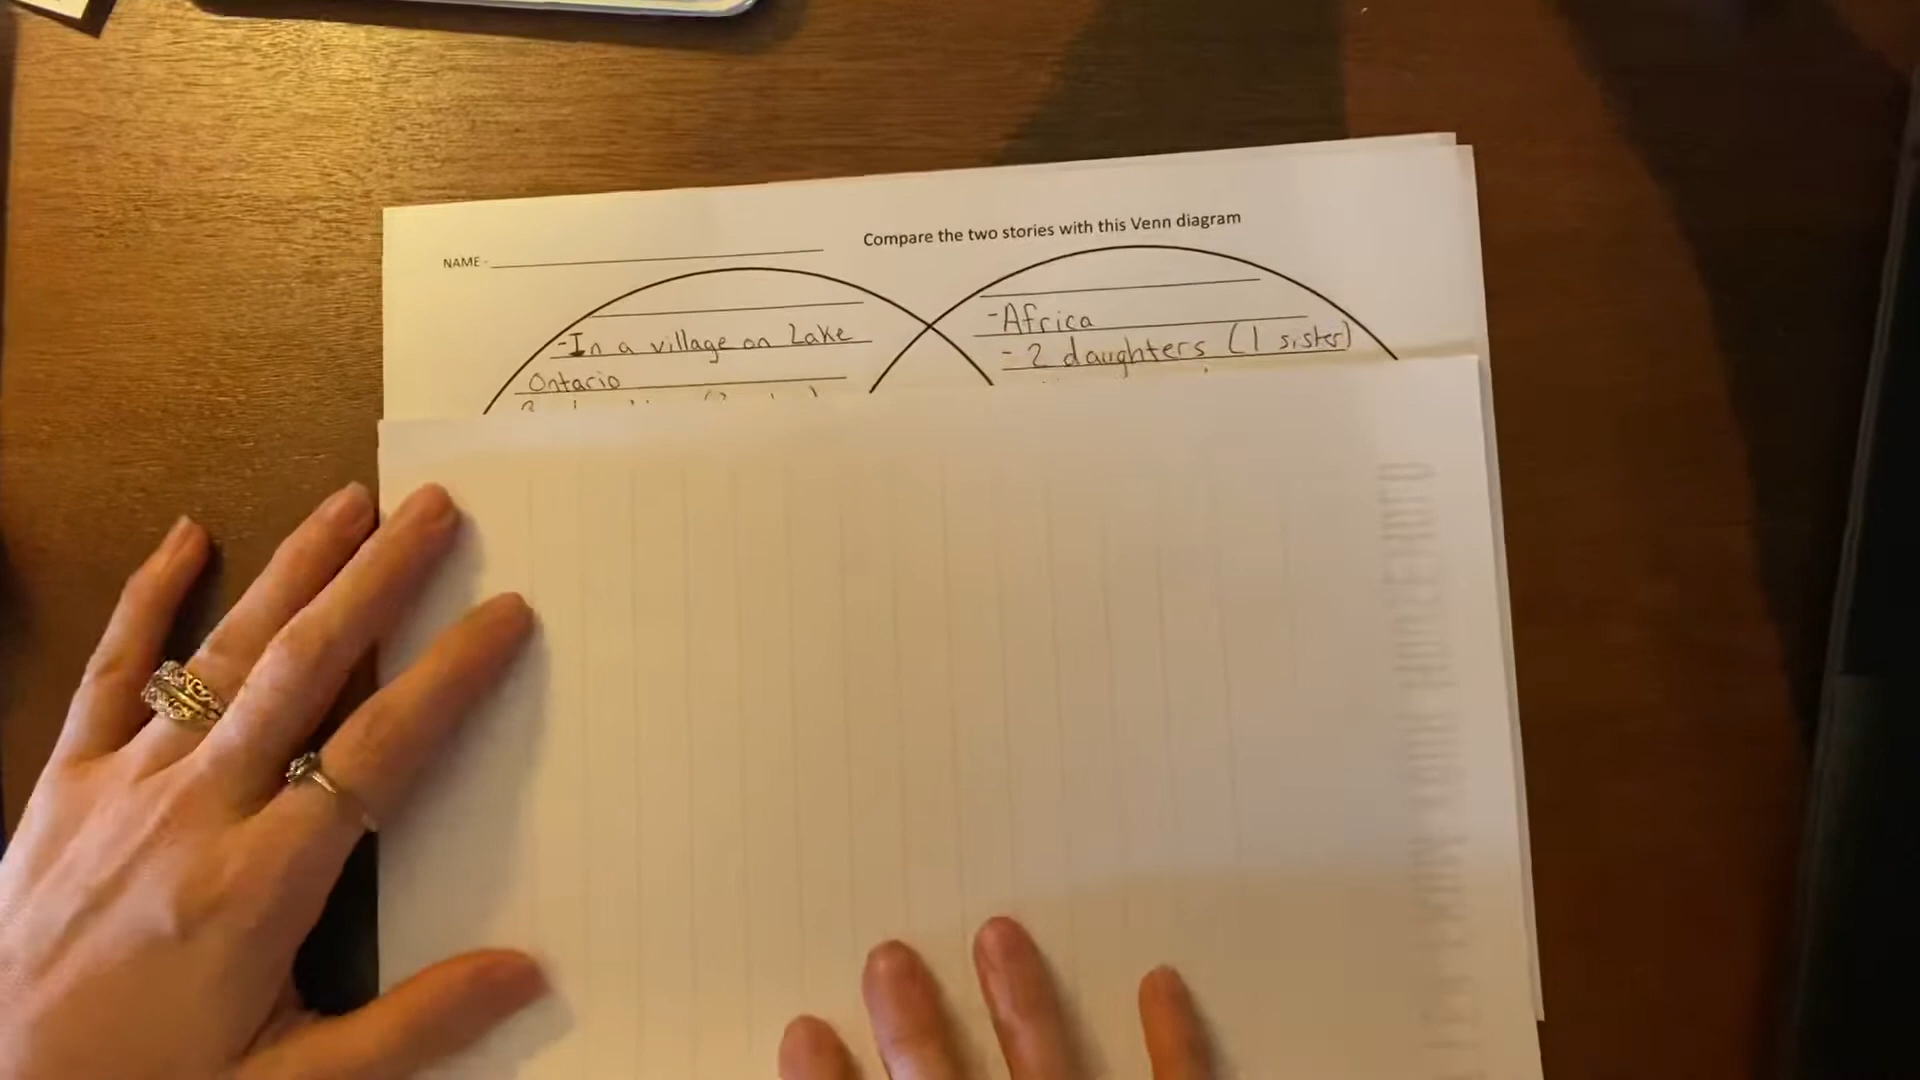 Compare the two stories with this Venn diagram
NAME -
-In a village on Lake
Ontario
-Africa
- 2 daughters (1 sister)